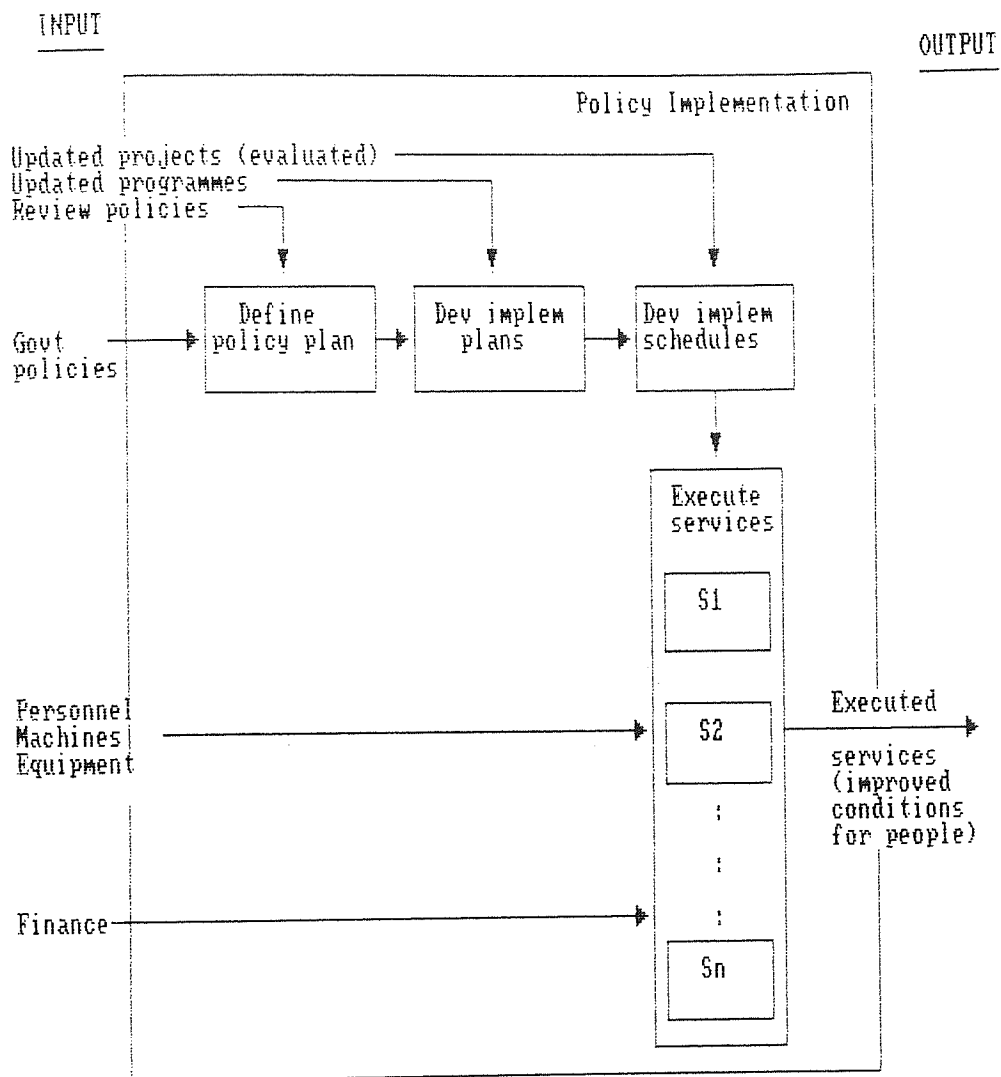 INPUT
OUTPUT
Policy Implementation
Updated projects (evaluated)
Updated programmes
Review policies
Define
policy plan
Dev implem
plans
Dev implem
schedules
Govt
policies
Execute
services
S1
Personnel
Machines
Equipment
S2
Executed
services
(improved
conditions
for people)
Finance
Sn